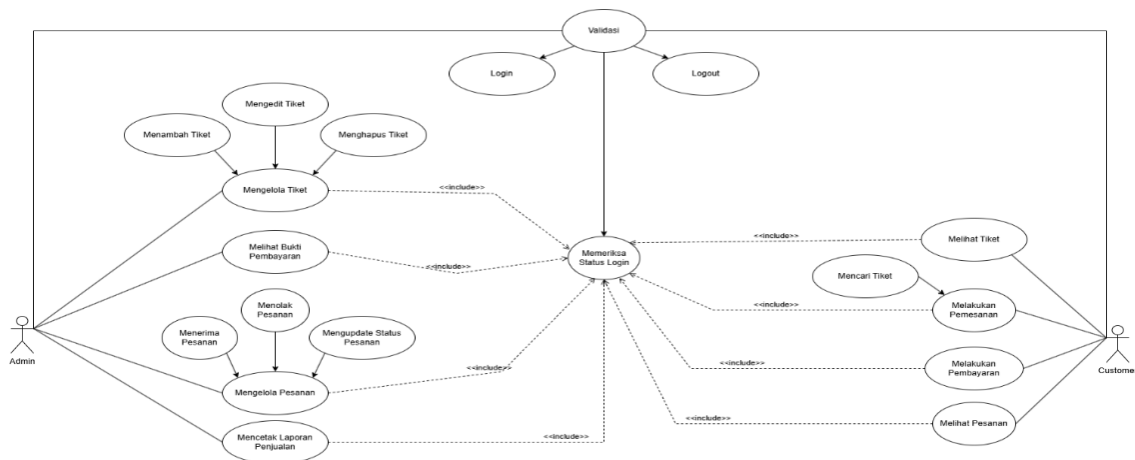 Validasi
Login
Logout
Mengedit Tiket
Menambah Tiket
Menghapus Tiket
Mengelola Tiket
<<include>>
Melihat Bukti
Pembayaran
<<include>>
Menolak
Pesanan
Menerima
Pesanan
Mengupdate Status
Pesanan
Admin
Mengelola Pesanan
<<include>>
Mencetak Laporan
Penjualan
<<include>>
Memeriksa
Status Login
<<include>>
Melihat Tiket
Mencari Tiket
<<include>>
Melakukan
Pemesanan
<<include>>
Melakukan
Pembayaran
Custome
<<include>>
Melihat Pesanan